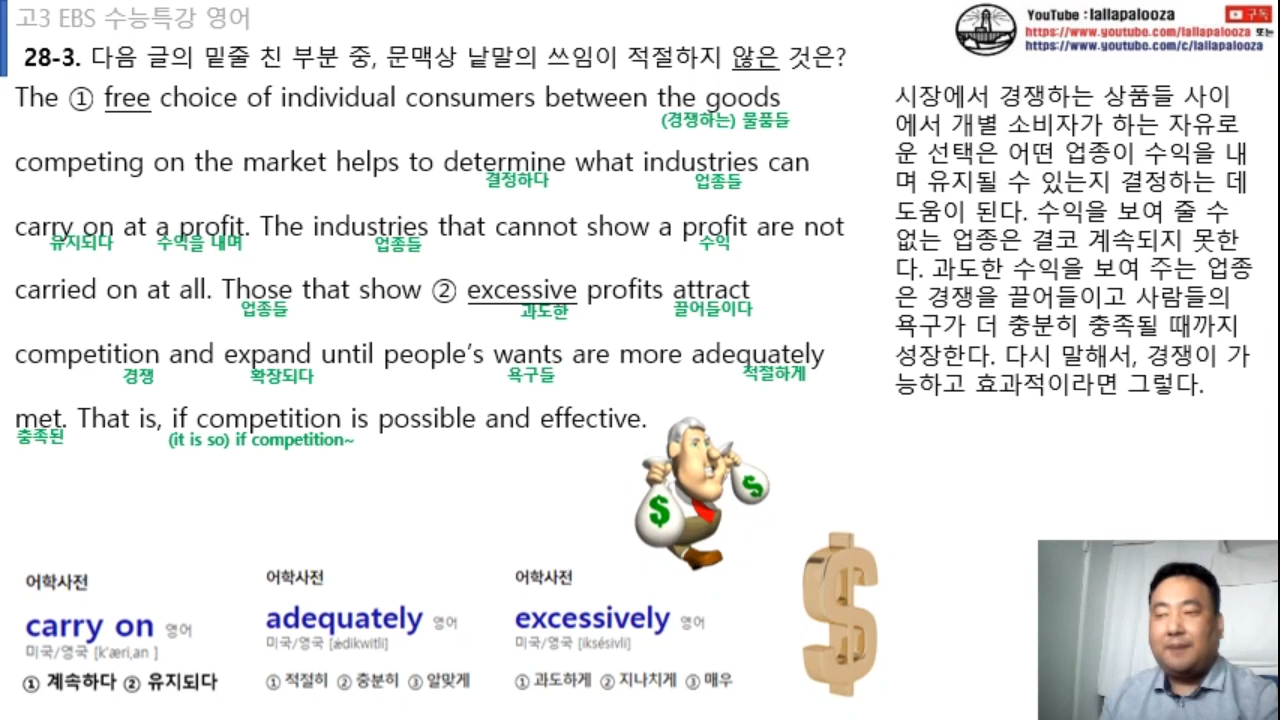 고3 EBS 수능특강 영어
YouTube : lallapalooza
구독
https://www.youtube.com/lallapalooza 또는
https://www.youtube.com/c/lallapalooza
28-3. 다음 글의 밑줄 친 부분 중, 문맥상 낱말의 쓰임이 적절하지 않은 것은?
The ① free choice of individual consumers between the goods
(경쟁하는) 물품들
competing on the market helps to determine what industries can
결정하다 업종들
carry on at a profit. The industries that cannot show a profit are not
유지되다 수익을 내며 업종들 수익
carried on at all. Those that show ② excessive profits attract
업종들 과도한 끌어들이다
competition and expand until people's wants are more adequately
경쟁 확장되다 욕구들 적절하게
met. That is, if competition is possible and effective.
충족된 (it is so) if competition~
시장에서 경쟁하는 상품들 사이
에서 개별 소비자가 하는 자유로
운 선택은 어떤 업종이 수익을 내
며 유지될 수 있는지 결정하는 데
도움이 된다. 수익을 보여 줄 수
없는 업종은 결코 계속되지 못한
다. 과도한 수익을 보여 주는 업종
은 경쟁을 끌어들이고 사람들의
욕구가 더 충분히 충족될 때까지
성장한다. 다시 말해서, 경쟁이 가
능하고 효과적이라면 그렇다.
$ $
$
어학사전
carry on 영어
미국/영국 [kˈæri,an ]
① 계속하다 ② 유지되다
어학사전
adequately 영어
미국/영국 [ǽdikwitli]
① 적절히 ② 충분히 ③ 알맞게
어학사전
excessively 영어
미국/영국 [iksésivli]
① 과도하게 ② 지나치게 ③ 매우